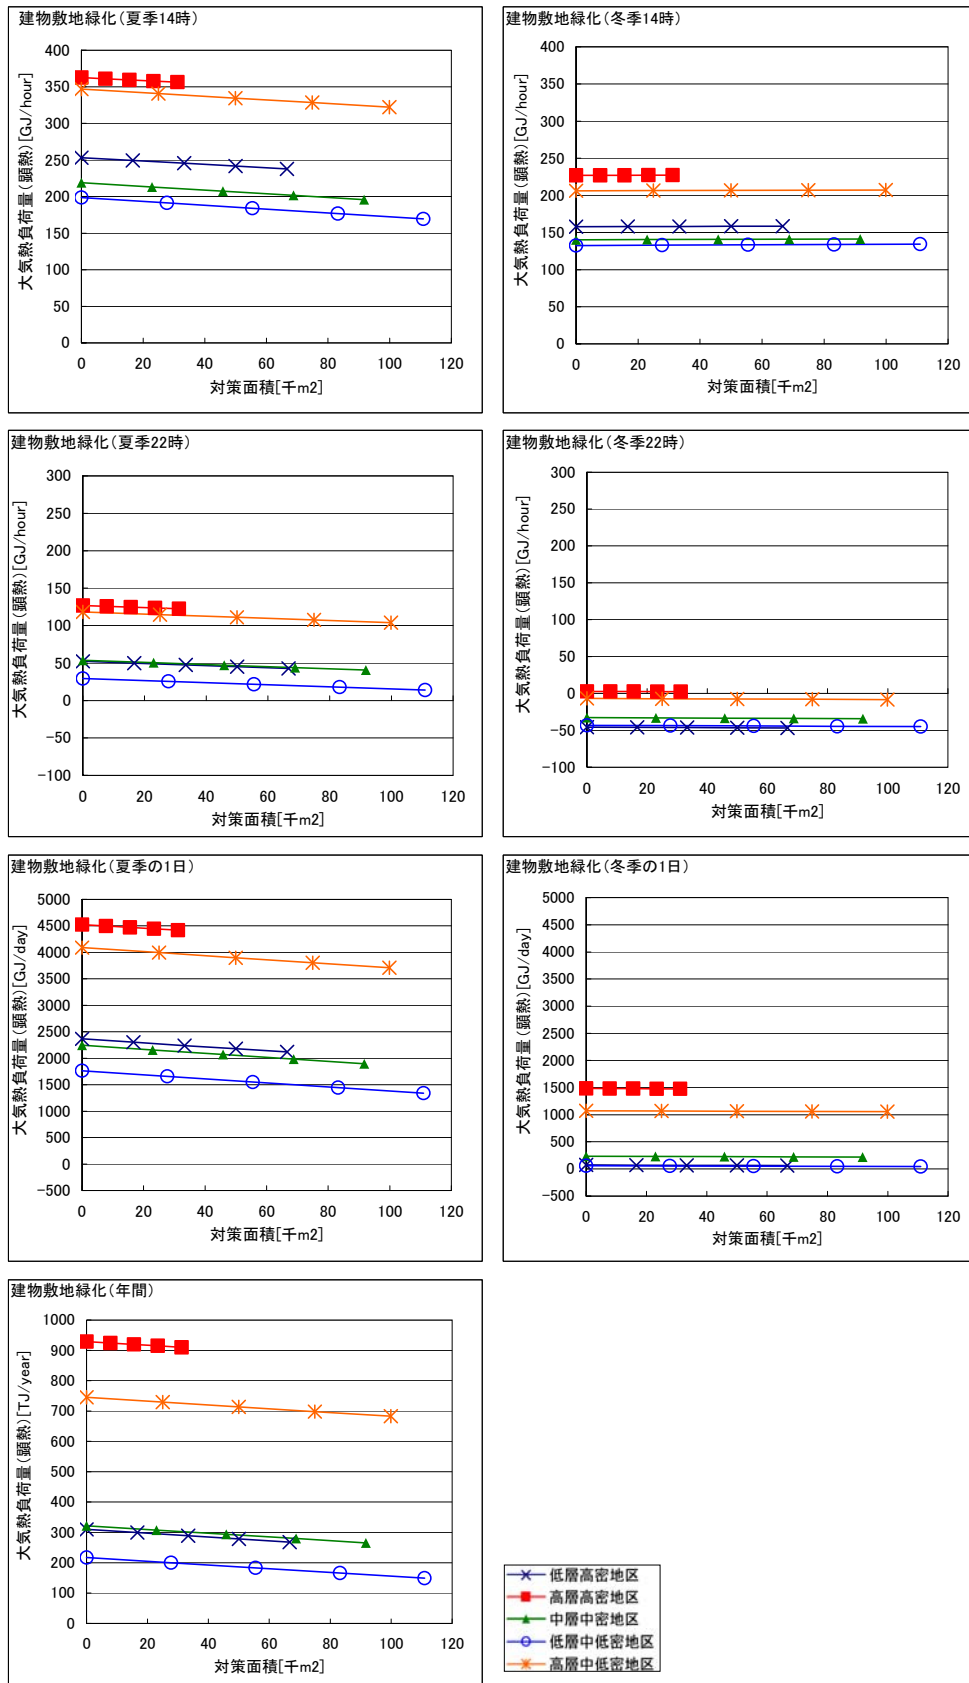 建物敷地緑化(夏季14時)
大気熱負荷量(顕熱)[GJ/hour]
400
350
300
250
200
150
100
50
0
0 20 40 60 80 100 120
対策面積[千m2]
建物敷地緑化(冬季14時)
大気熱負荷量(顕熱)[GJ/hour]
400
350
300
250
200
150
100
50
0
0 20 40 60 80 100 120
対策面積[千m2]
建物敷地緑化(夏季22時)
大気熱負荷量(顕熱)[GJ/hour]
300
250
200
150
100
50
0
-50
-100
0 20 40 60 80 100 120
対策面積[千m2]
建物敷地緑化(冬季22時)
大気熱負荷量(顕熱)[GJ/hour]
300
250
200
150
100
50
0
-50
-100
0 20 40 60 80 100 120
対策面積[千m2]
建物敷地緑化(夏季の1日)
大気熱負荷量(顕熱)[GJ/day]
5000
4500
4000
3500
3000
2500
2000
1500
1000
500
0
-500
0 20 40 60 80 100 120
対策面積[千m2]
建物敷地緑化(冬季の1日)
大気熱負荷量(顕熱)[GJ/day]
5000
4500
4000
3500
3000
2500
2000
1500
1000
500
0
-500
0 20 40 60 80 100 120
対策面積[千m2]
建物敷地緑化(年間)
大気熱負荷量(顕熱)[TJ/year]
1000
900
800
700
600
500
400
300
200
100
0
0 20 40 60 80 100 120
対策面積[千m2]
低層高密地区
高層高密地区
中層中密地区
低層中低密地区
高層中低密地区